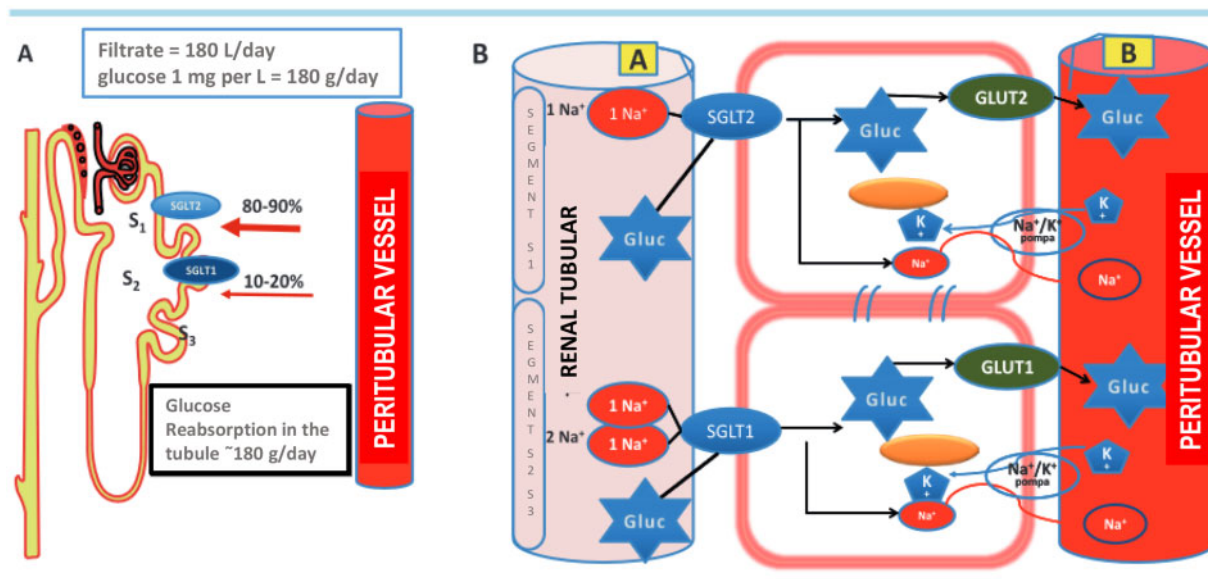 A
Filtrate = 180 L/day
glucose 1 mg per L = 180 g/day
S1
SGLT2
80-90%
S2
SGLT1
10-20%
S3
Glucose
Reabsorption in the
tubule ~180 g/day
PERITUBULAR VESSEL
B
A
SEGMENT S1
SEGMENTS S2 S3
RENAL TUBULAR
1 Na⁺
1 Na⁺
SGLT2
Gluc
Gluc
GLUT2
Gluc
K
+
Na⁺
Na⁺/K⁺
pompa
K
+
Na⁺
2 Na⁺
1 Na⁺
1 Na⁺
SGLT1
Gluc
Gluc
GLUT1
Gluc
K
+
Na⁺
Na⁺/K⁺
pompa
K
+
Na⁺
B
PERITUBULAR VESSEL